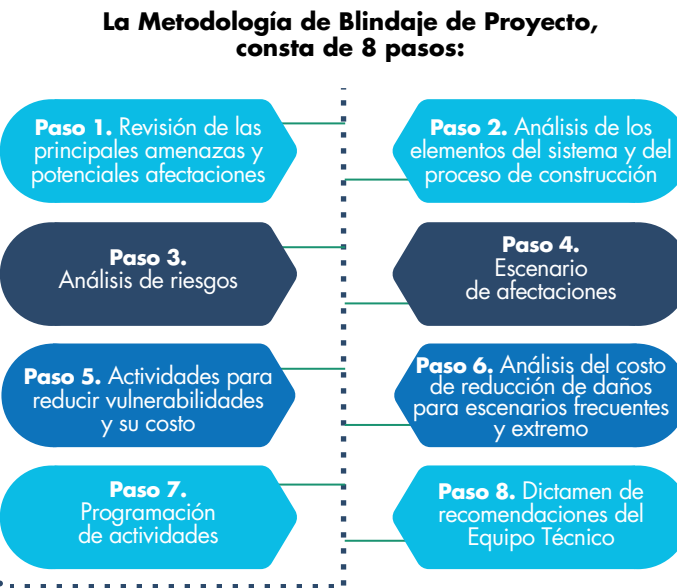 La Metodología de Blindaje de Proyecto,
consta de 8 pasos:
Paso 1. Revisión de las
principales amenazas y
potenciales afectaciones
Paso 2. Análisis de los
elementos del sistema y del
proceso de construcción
Paso 3.
Análisis de riesgos
Paso 4.
Escenario
de afectaciones
Paso 5. Actividades para
reducir vulnerabilidades
y su costo
Paso 6. Análisis del costo
de reducción de daños
para escenarios frecuentes
y extremo
Paso 7.
Programación
de actividades
Paso 8. Dictamen de
recomendaciones del
Equipo Técnico